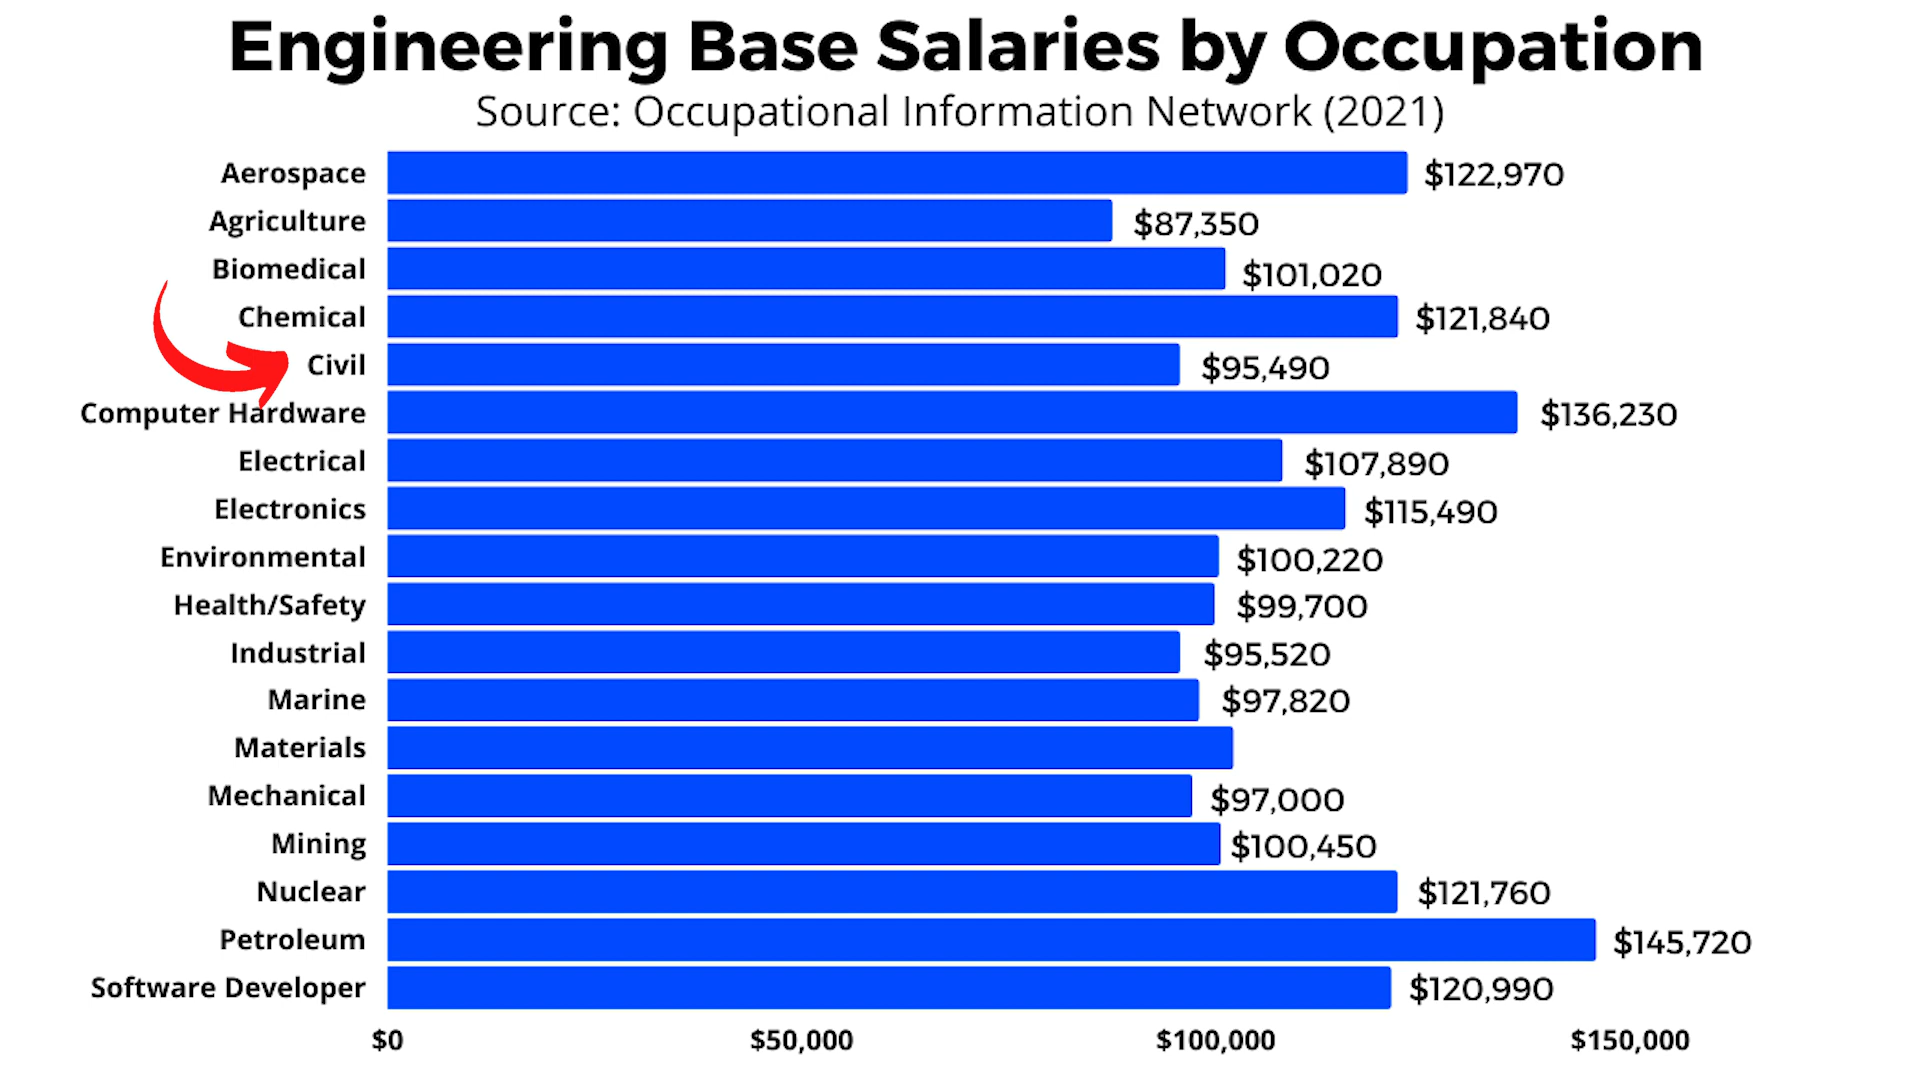 Engineering Base Salaries by Occupation
Source: Occupational Information Network (2021)
Aerospace $122,970
Agriculture $87,350
Biomedical $101,020
Chemical $121,840
Civil $95,490
Computer Hardware $136,230
Electrical $107,890
Electronics $115,490
Environmental $100,220
Health/Safety $99,700
Industrial $95,520
Marine $97,820
Materials
Mechanical $97,000
Mining $100,450
Nuclear $121,760
Petroleum $145,720
Software Developer $120,990
$0 $50,000 $100,000 $150,000